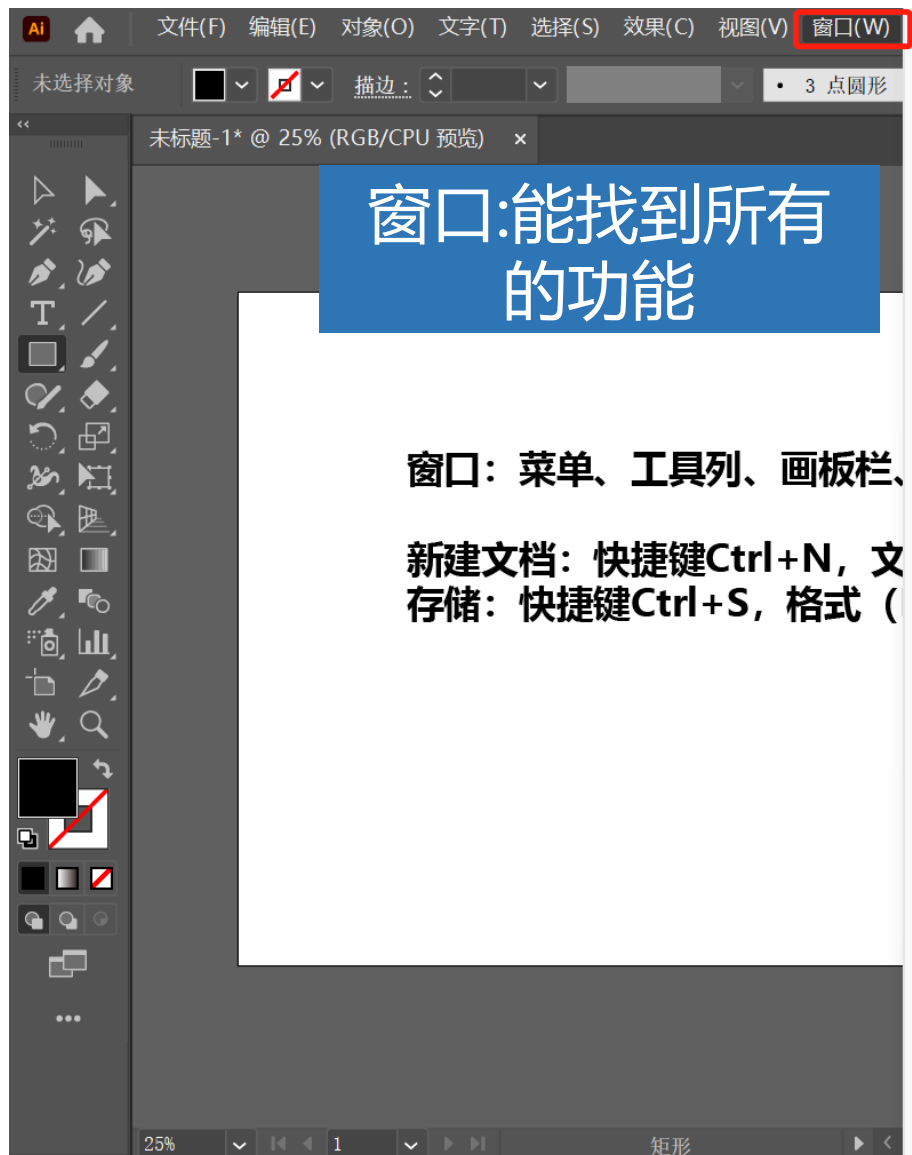 Ai 文件(F) 编辑(E) 对象(O) 文字(T) 选择(S) 效果(C) 视图(V) 窗口(W)
未选择对象 描边： • 3 点圆形
未标题-1* @ 25% (RGB/CPU 预览) ×
窗口:能找到所有
的功能
窗口：菜单、工具列、画板栏、
新建文档：快捷键Ctrl+N，文
存储：快捷键Ctrl+S，格式（
25% 1 矩形